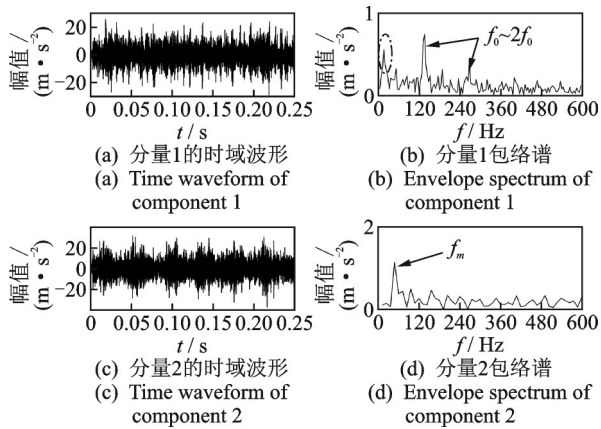 幅值 /
(m·s⁻²)
20
0
−20
0 0.05 0.10 0.15 0.20 0.25
t / s
(a) 分量1的时域波形
(a) Time waveform of
component 1
幅值 /
(m·s⁻²)
1
0
f₀~2f₀
0 120 240 360 480 600
f / Hz
(b) 分量1包络谱
(b) Envelope spectrum of
component 1
幅值 /
(m·s⁻²)
20
0
−20
0 0.05 0.10 0.15 0.20 0.25
t / s
(c) 分量2的时域波形
(c) Time waveform of
component 2
幅值 /
(m·s⁻²)
2
0
fₘ
0 120 240 360 480 600
f / Hz
(d) 分量2包络谱
(d) Envelope spectrum of
component 2